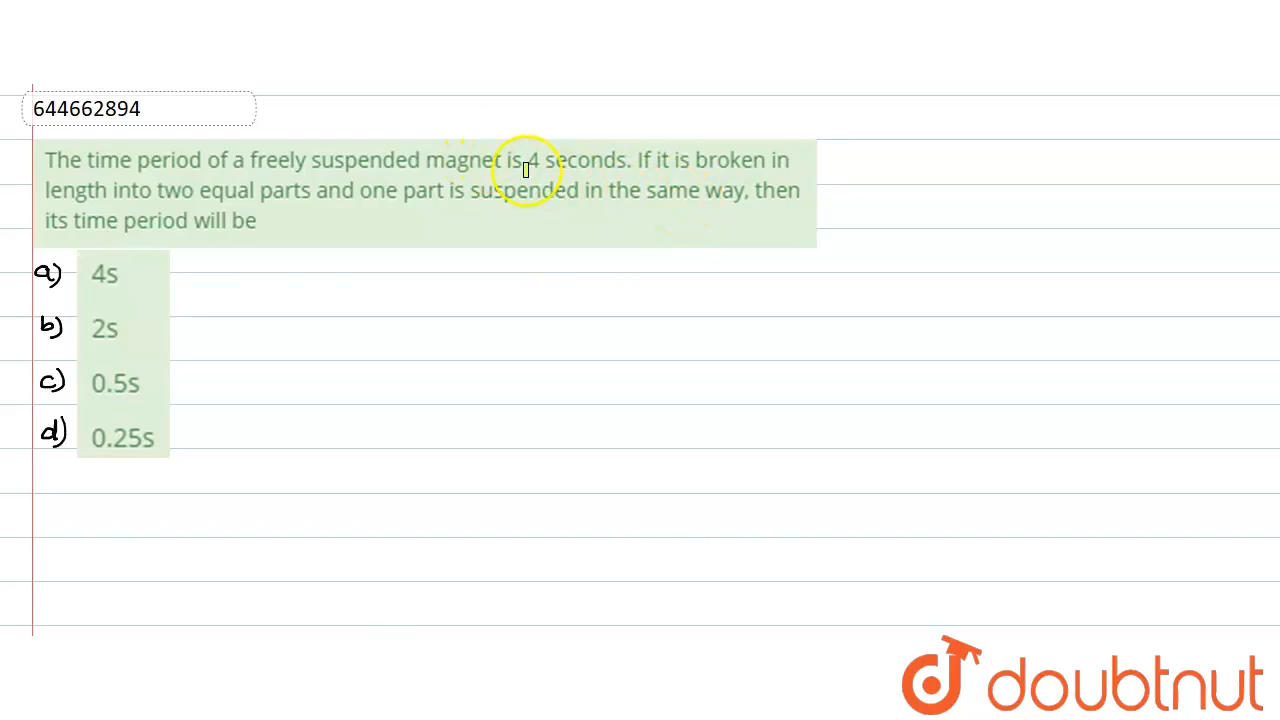 644662894
The time period of a freely suspended magnet is 4 seconds. If it is broken in
length into two equal parts and one part is suspended in the same way, then
its time period will be
a) 4s
b) 2s
c) 0.5s
d) 0.25s
doubtnut